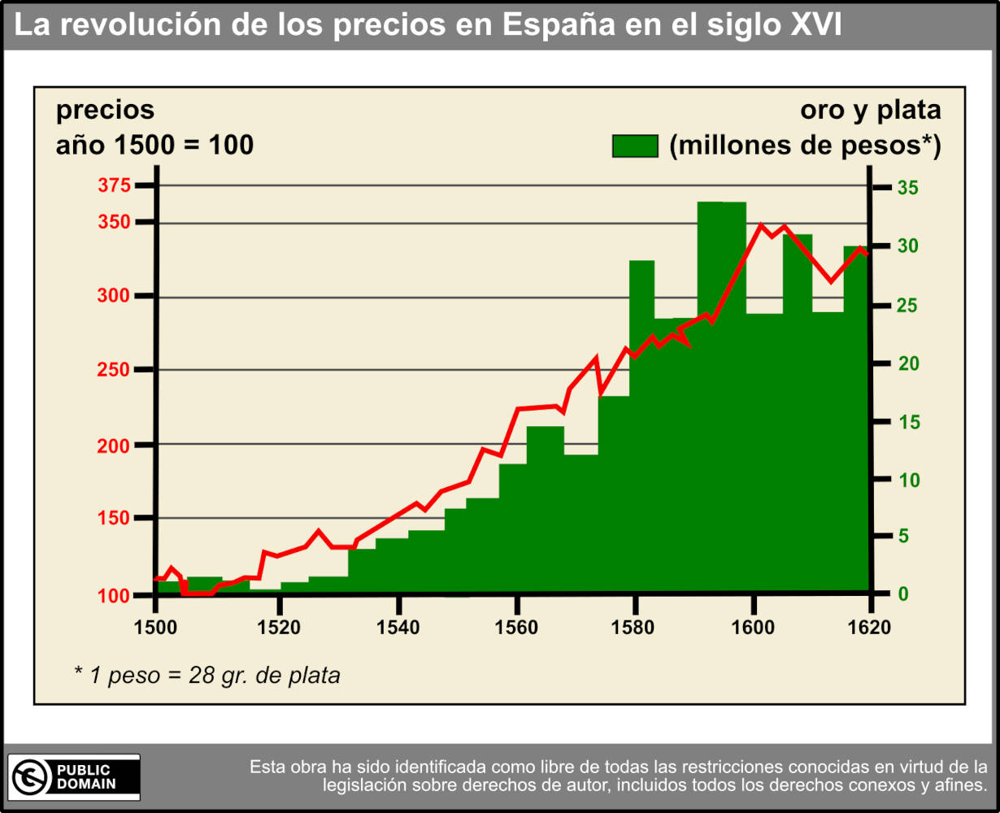 La revolución de los precios en España en el siglo XVI
precios
año 1500 = 100
oro y plata
(millones de pesos*)
375
350
300
250
200
150
100
35
30
25
20
15
10
5
0
1500 1520 1540 1560 1580 1600 1620
* 1 peso = 28 gr. de plata
PUBLIC
DOMAIN
Esta obra ha sido identificada como libre de todas las restricciones conocidas en virtud de la
legislación sobre derechos de autor, incluidos todos los derechos conexos y afines.